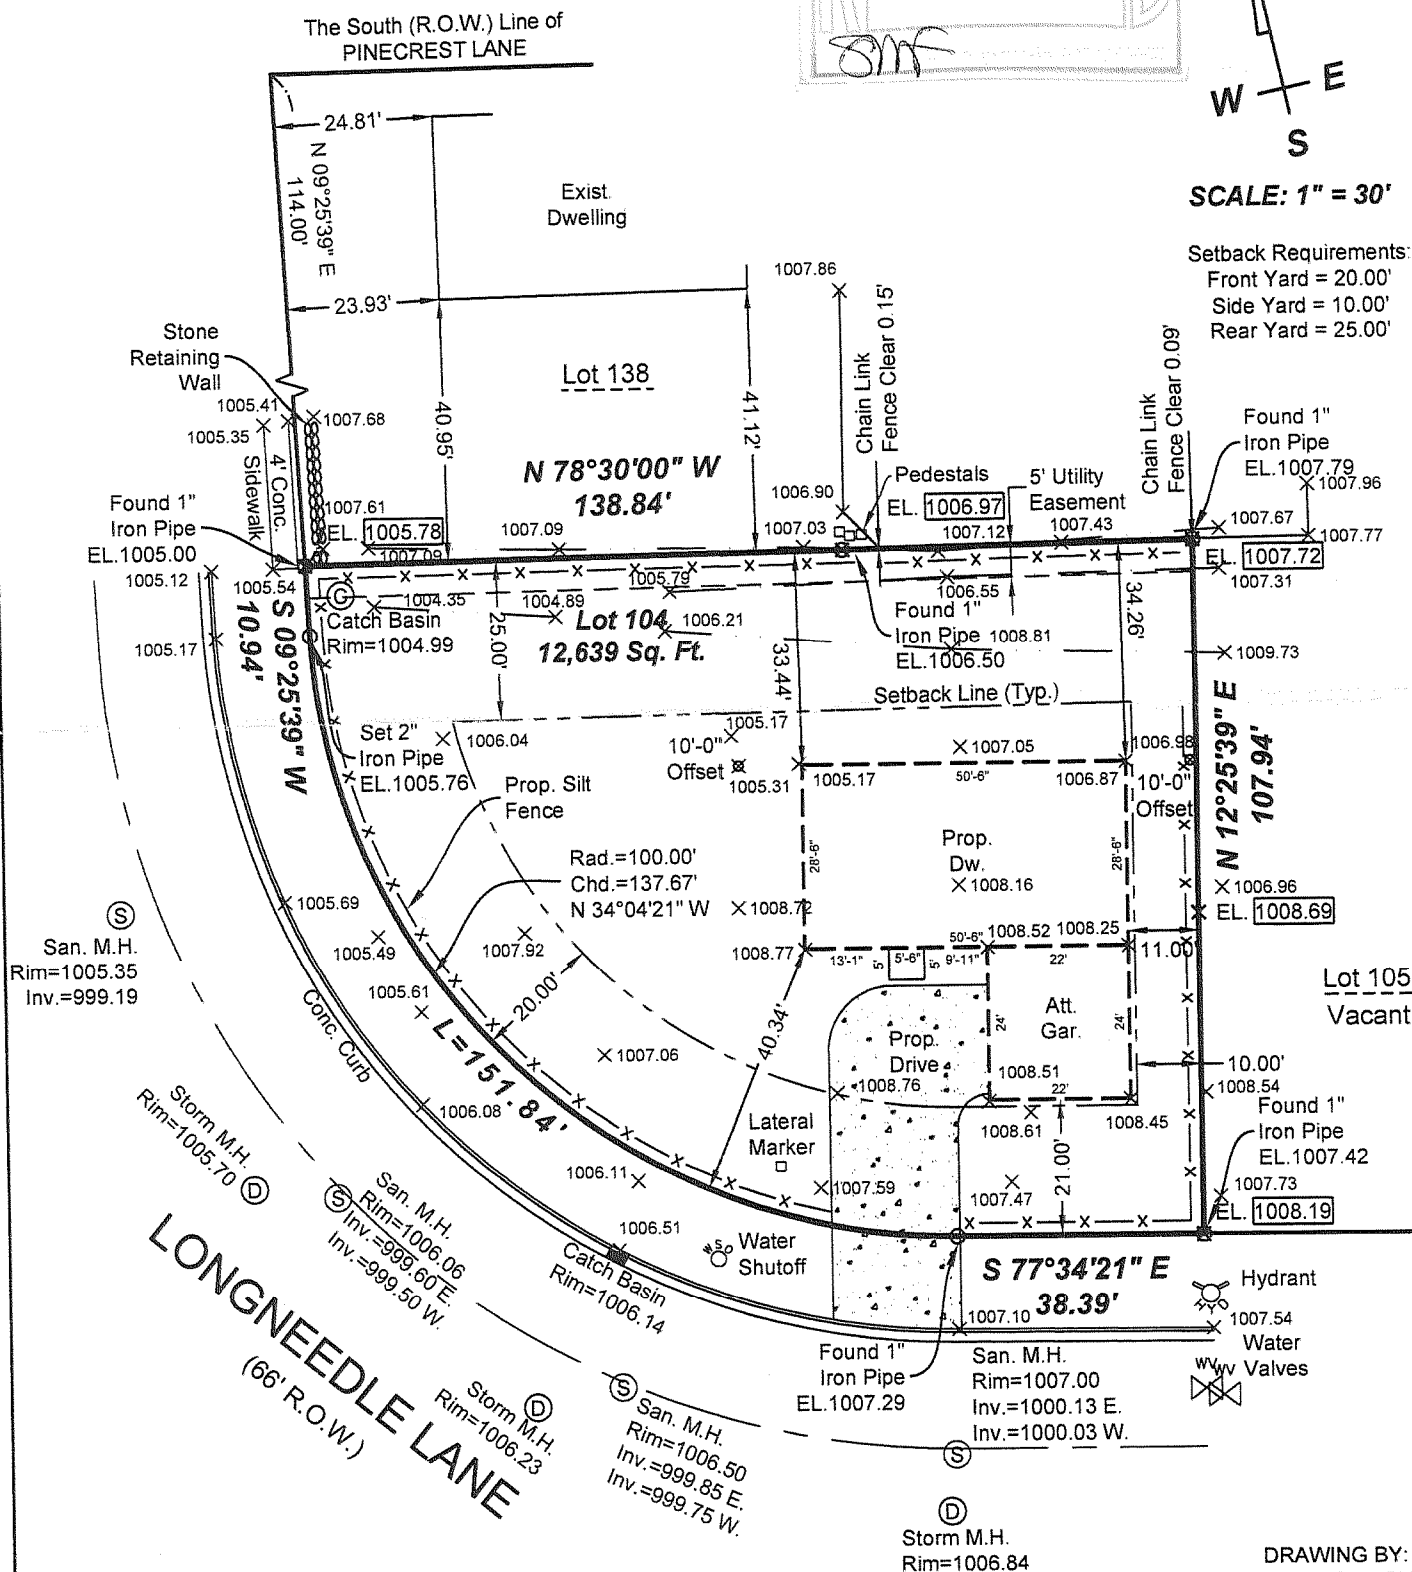 The South (R.O.W.) Line of
PINECREST LANE
W
E
S
SCALE: 1" = 30'
Setback Requirements:
Front Yard = 20.00'
Side Yard = 10.00'
Rear Yard = 25.00'
24.81'
N 09°25'39" E
114.00'
Exist.
Dwelling
23.93'
1007.86
Stone
Retaining
Wall
Lot 138
40.95'
41.12'
Chain Link
Fence Clear 0.15'
Chain Link
Fence Clear 0.09'
1005.41
1007.68
1005.35
4' Conc.
Sidewalk
N 78°30'00" W
138.84'
Found 1"
Iron Pipe
EL.1007.79
1007.96
Pedestals
EL. 1006.97
5' Utility
Easement
1006.90
Found 1"
Iron Pipe
EL.1005.00
1007.61
EL. 1005.78
1007.09
1007.09
1007.03
1007.12
1007.43
1007.67
1007.77
EL. 1007.72
1007.31
1005.12
1005.54
G
1004.35
1004.89
1005.79
1006.55
Catch Basin
Rim=1004.99
25.00'
Lot 104
12,639 Sq. Ft.
1006.21
Found 1"
Iron Pipe
EL.1006.50
1008.81
34.26'
33.44'
1009.73
1005.17
S 09°25'39" W
10.94'
Setback Line (Typ.)
N 12°25'39" E
107.94'
Set 2"
Iron Pipe
EL.1005.76
1006.04
1005.17
10'-0"
Offset
1005.31
1005.17
1007.05
50'-6"
1006.87
1006.98
10'-0"
Offset
Prop. Silt
Fence
28'-6"
Prop.
Dw.
28'-6"
Rad.=100.00'
Chd.=137.67'
N 34°04'21" W
1008.16
1006.96
EL. 1008.69
1008.72
S
San. M.H.
Rim=1005.35
Inv.=999.19
1005.69
1005.49
1007.92
1008.77
50'-6"
1008.52
1008.25
13'-1"
5'
5'-6"
5'
9'-11"
22'
11.00'
Lot 105
Vacant
1005.61
20.00'
Conc. Curb
40.34'
Prop.
Drive
24'
Att.
Gar.
24'
L=151.84'
1007.06
1008.51
22'
10.00'
1008.76
1008.54
1006.08
1008.61
1008.45
Found 1"
Iron Pipe
EL.1007.42
Storm M.H.
Rim=1005.70
D
Lateral
Marker
21.00'
1006.11
1007.59
1007.47
1007.73
EL. 1008.19
S
San. M.H.
Rim=1006.06
Inv.=999.60 E.
Inv.=999.50 W.
1006.51
Catch Basin
Rim=1006.14
WSO
Water
Shutoff
S 77°34'21" E
38.39'
HYD
Hydrant
1007.10
1007.54
LONGNEEDLE LANE
(66' R.O.W.)
Found 1"
Iron Pipe
EL.1007.29
San. M.H.
Rim=1007.00
Inv.=1000.13 E.
Inv.=1000.03 W.
S
WV
WV
Water
Valves
D
Storm M.H.
Rim=1006.23
S
San. M.H.
Rim=1006.50
Inv.=999.85 E.
Inv.=999.75 W.
D
Storm M.H.
Rim=1006.84
DRAWING BY: